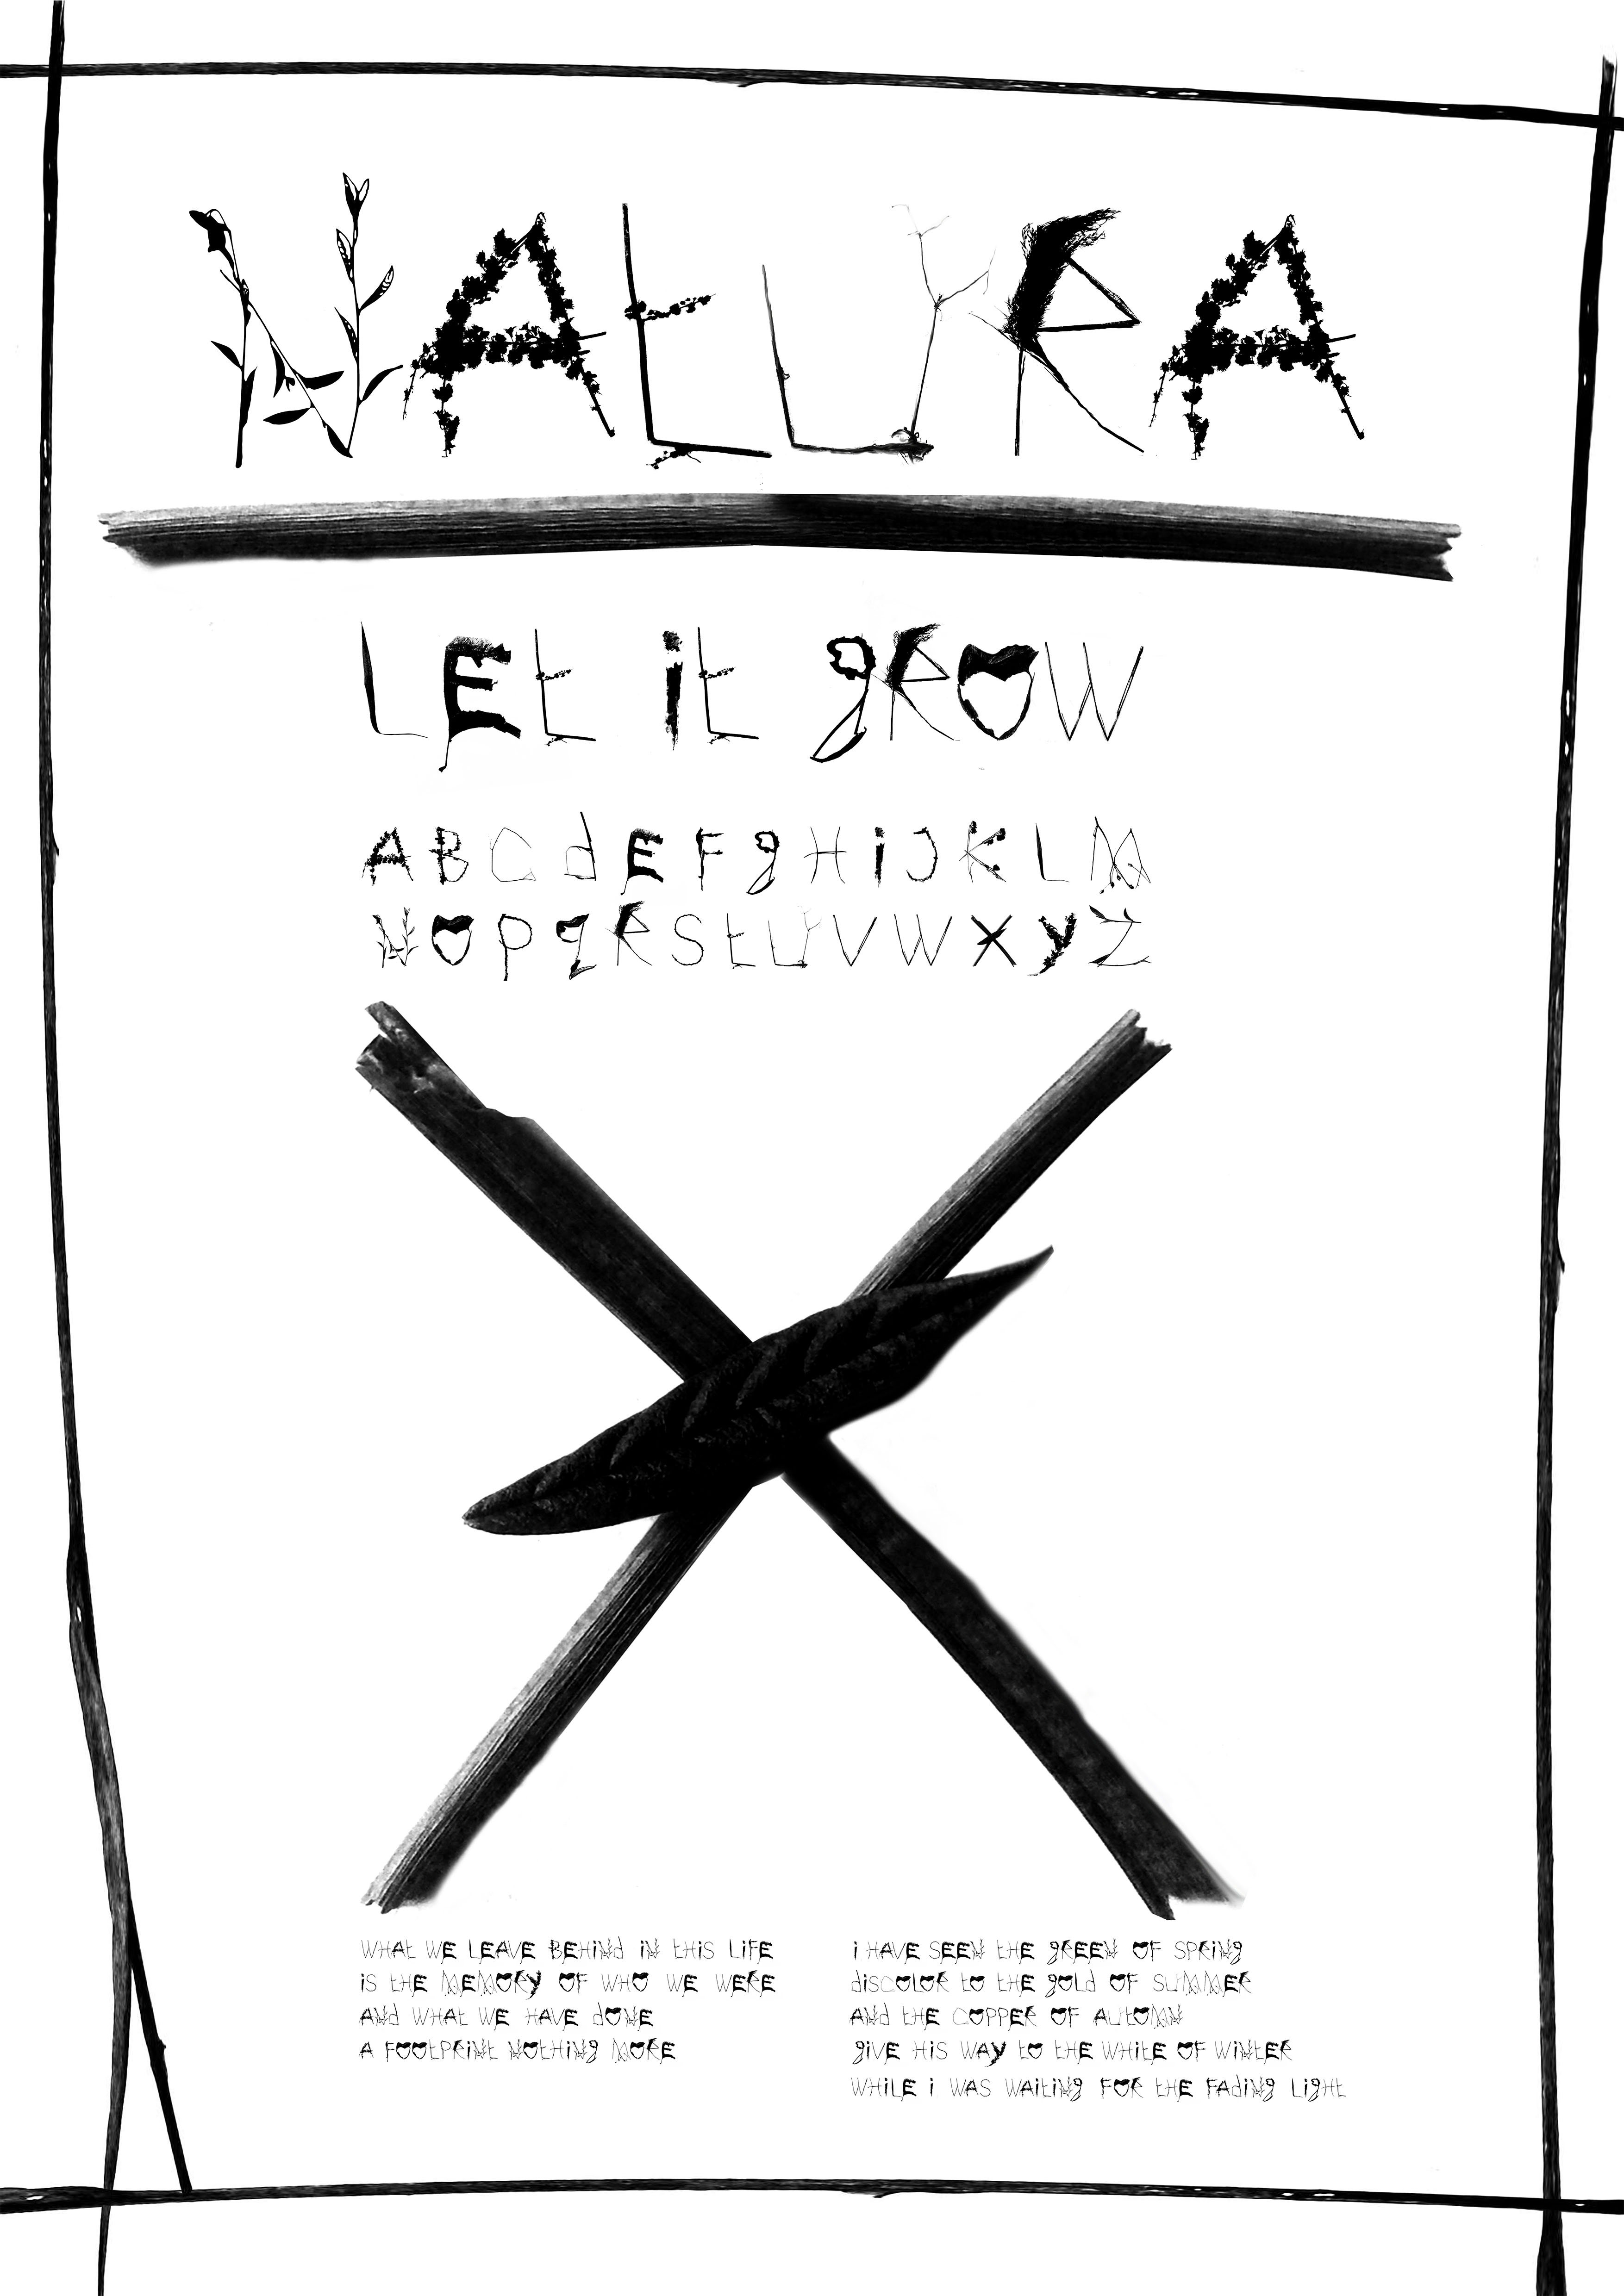 NAtURA
LEt it gROW
ABCdEFgHiJKLM
NOPqRStUVWXyZ
WHAt WE LEAVE BEHiNd iN tHiS LiFE
iS tHE MEMORy OF WHO WE WERE
ANd WHAt WE HAVE dONE
A FOOtPRiNt NOtHiNg MORE
i HAVE SEEN tHE gREEN OF SPRiNg
diSCOLOR tO tHE gOLd OF SUMMER
ANd tHE COPPER OF AUtOMN
giVE HiS WAy tO tHE WHitE OF WiNtER
WHiLE i WAS WAitiNg FOR tHE FAdiNg LigHt